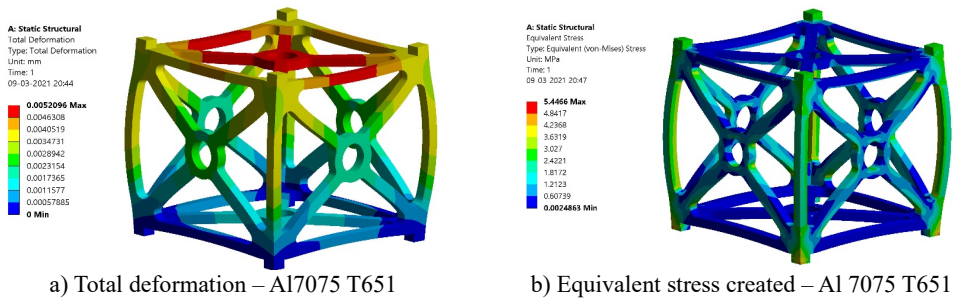 A: Static Structural
Total Deformation
Type: Total Deformation
Unit: mm
Time: 1
09-03-2021 20:44
0.0052096 Max
0.0046308
0.0040519
0.0034731
0.0028942
0.0023154
0.0017365
0.0011577
0.00057885
0 Min
a) Total deformation – Al7075 T651
A: Static Structural
Equivalent Stress
Type: Equivalent (von-Mises) Stress
Unit: MPa
Time: 1
09 03 2021 20:47
5.4466 Max
4.8417
4.2368
3.6319
3.027
2.4221
1.8172
1.2123
0.60739
0.0024863 Min
b) Equivalent stress created – Al 7075 T651